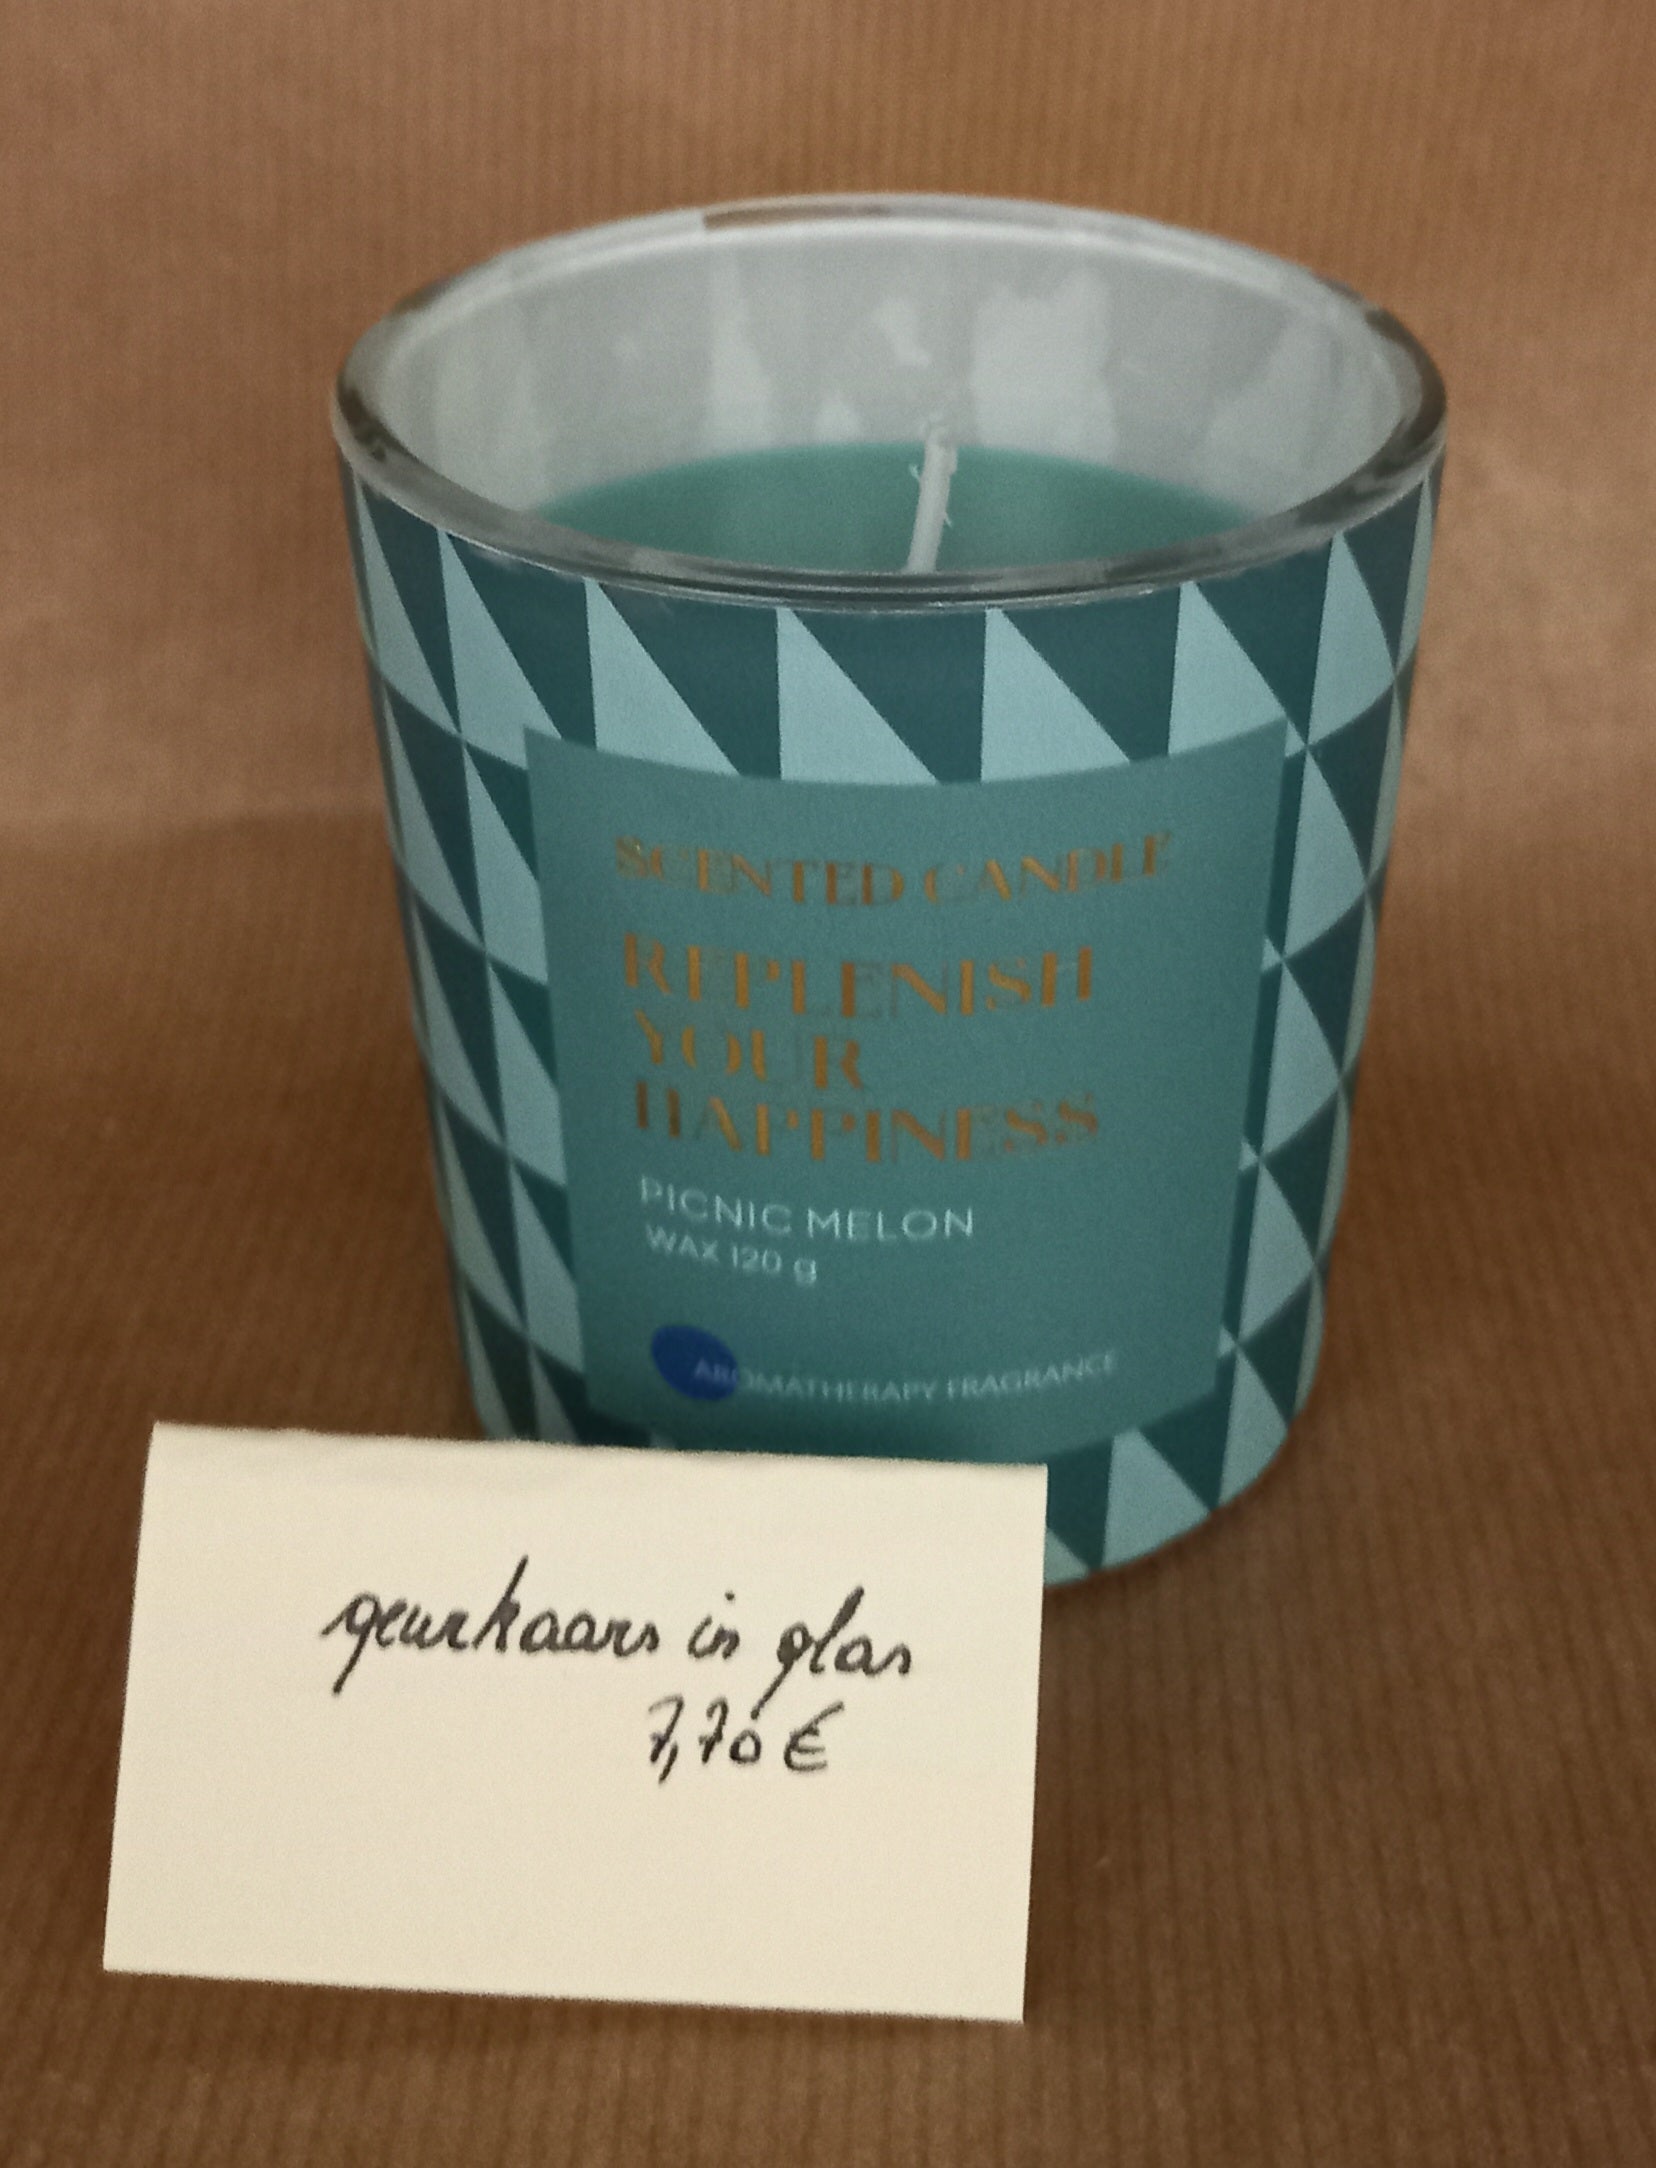 SCENTED CANDLE
REPLENISH
YOUR
HAPPINESS
PICNIC MELON
WAX 120 g
AROMATHERAPY FRAGRANCE
geurkaars in glas
7,70 €